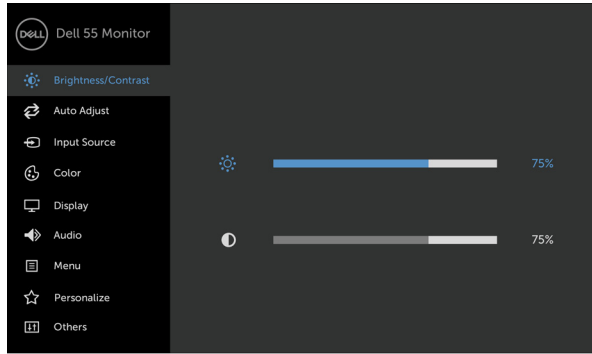 DELL Dell 55 Monitor
Brightness/Contrast
Auto Adjust
Input Source
Color
75%
Display
Audio
75%
Menu
Personalize
Others